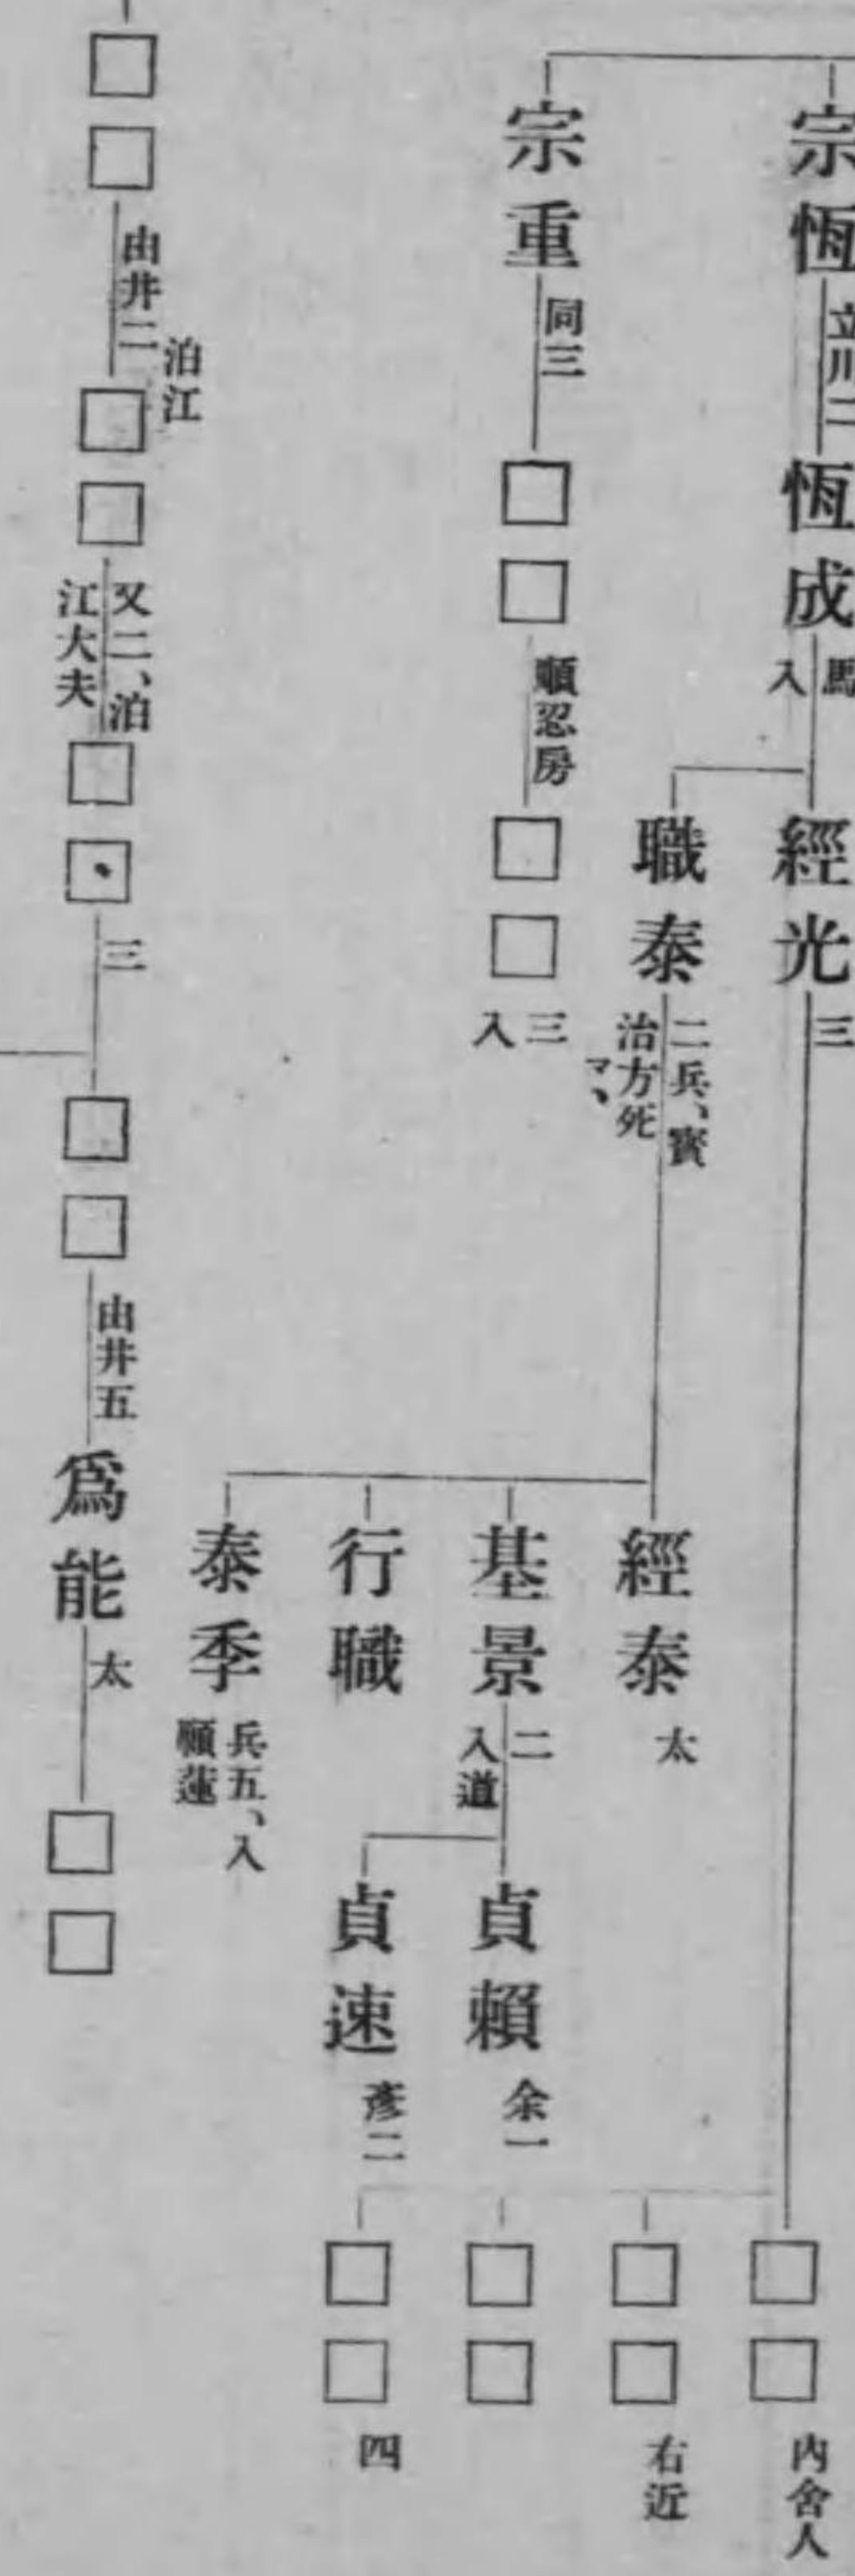 宗恆 立川二
恆成 馬入
經光 三
□□ 內舍人
□□ 右近
□□
□□ 四
職泰 二兵、寳治方死 マヽ
經泰 太
基景 二入道
貞賴 余一
貞速 彥二
行職
泰季 兵五、入願蓮
宗重 同三
□□ 順忍房
□□ 三入
□□ 由井二 泊江
□□ 又二、泊江大夫
□□ 三
□□ 由井五
爲能 太
□□